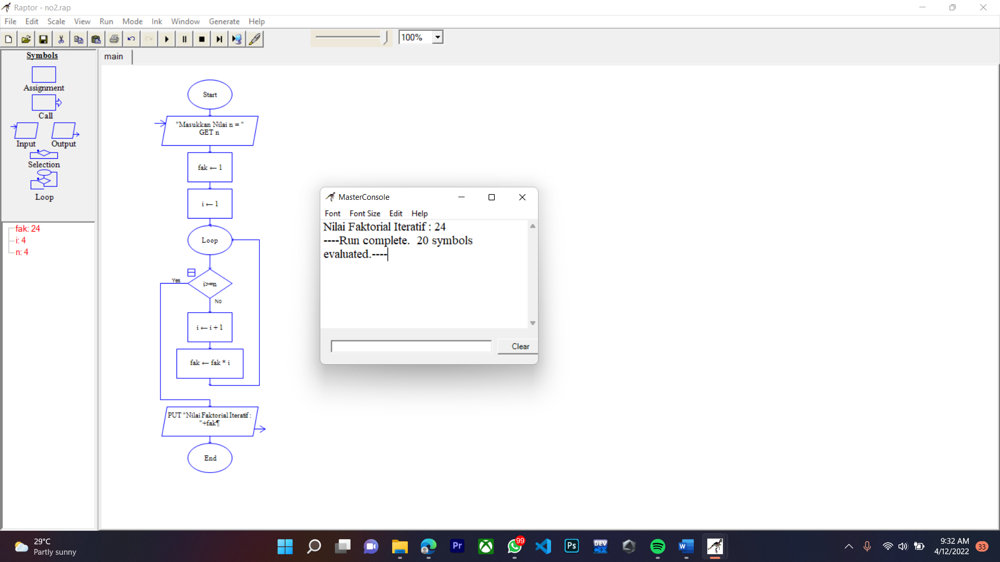 Raptor - no2.rap
File Edit Scale View Run Mode Ink Window Generate Help
100%
Symbols
Assignment
Call
Input Output
Selection
Loop
fak: 24
i: 4
n: 4
main
Start
"Masukkan Nilai n = "
GET n
fak ← 1
i ← 1
Loop
Yes
i>=n
No
i ← i + 1
fak ← fak * i
PUT "Nilai Faktorial Iteratif :
"+fak¶
End
MasterConsole
Font Font Size Edit Help
Nilai Faktorial Iteratif : 24
----Run complete.  20 symbols
evaluated.----
Clear
29°C
Partly sunny
Pr
99
Ps
DEV
C++
W
9:32 AM
4/12/2022
33